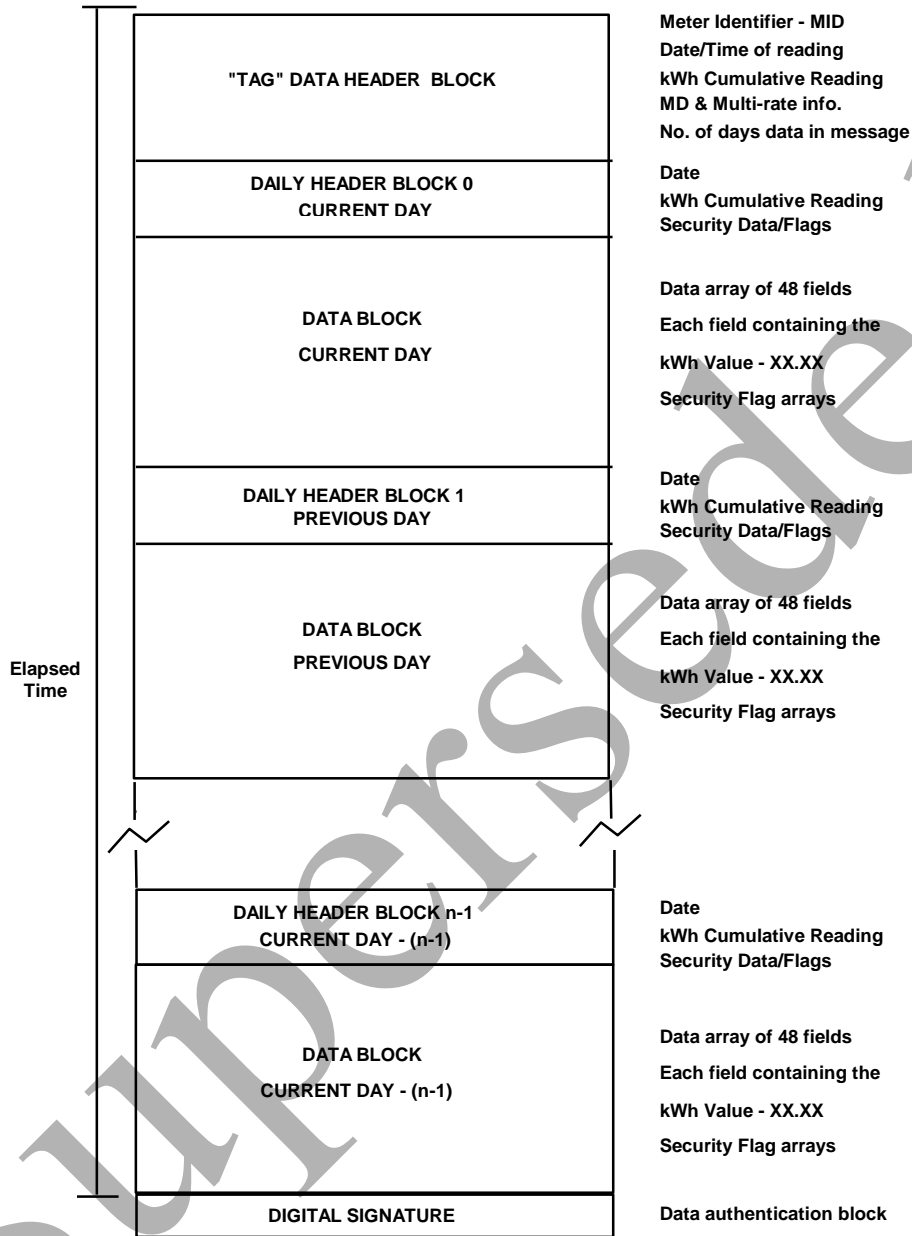 Meter Identifier - MID
Date/Time of reading
"TAG" DATA HEADER BLOCK
kWh Cumulative Reading
MD & Multi-rate info.
No. of days data in message
DAILY HEADER BLOCK 0
CURRENT DAY
Date
kWh Cumulative Reading
Security Data/Flags
DATA BLOCK
CURRENT DAY
Data array of 48 fields
Each field containing the
kWh Value - XX.XX
Security Flag arrays
DAILY HEADER BLOCK 1
PREVIOUS DAY
Date
kWh Cumulative Reading
Security Data/Flags
DATA BLOCK
PREVIOUS DAY
Data array of 48 fields
Each field containing the
kWh Value - XX.XX
Security Flag arrays
Elapsed
Time
DAILY HEADER BLOCK n-1
CURRENT DAY - (n-1)
Date
kWh Cumulative Reading
Security Data/Flags
DATA BLOCK
CURRENT DAY - (n-1)
Data array of 48 fields
Each field containing the
kWh Value - XX.XX
Security Flag arrays
DIGITAL SIGNATURE
Data authentication block
Superseded